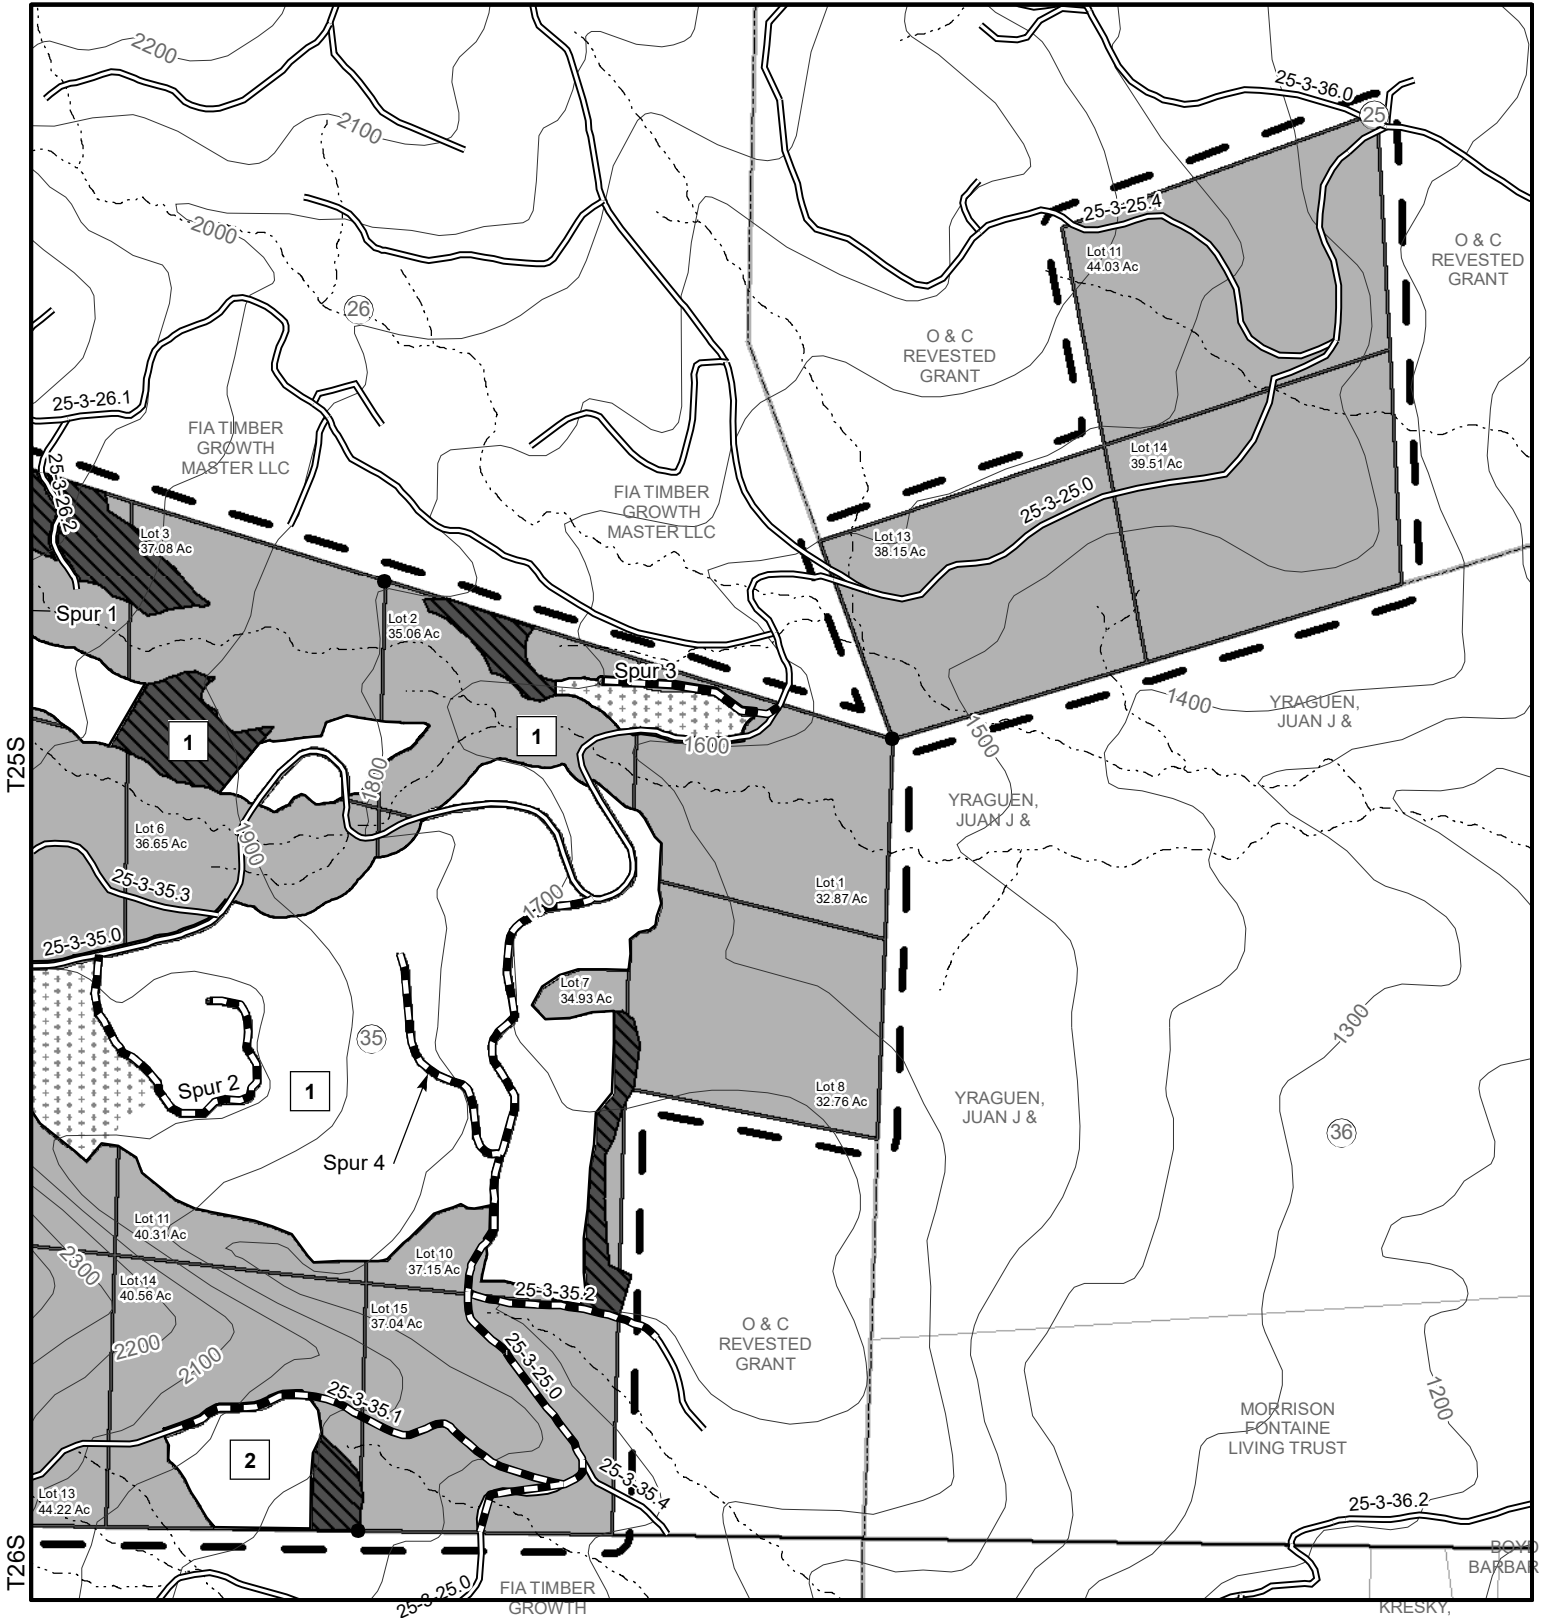 2200
25-3-36.0
25
2100
25-3-25.4
2000
O & C
REVESTED
GRANT
Lot 11
44.03 Ac
26
O & C
REVESTED
GRANT
25-3-26.1
FIA TIMBER
GROWTH
MASTER LLC
Lot 14
39.51 Ac
25-3-26.2
FIA TIMBER
GROWTH
MASTER LLC
25-3-25.0
Lot 3
37.08 Ac
Lot 13
38.15 Ac
Spur 1
Lot 2
35.06 Ac
Spur 3
1400
YRAGUEN,
JUAN J &
1
1
1600
1500
T25S
1800
YRAGUEN,
JUAN J &
Lot 6
36.65 Ac
1900
25-3-35.3
Lot 1
32.87 Ac
1700
25-3-35.0
Lot 7
34.93 Ac
35
1300
Spur 2
1
Lot 8
32.76 Ac
YRAGUEN,
JUAN J &
36
Spur 4
Lot 11
40.31 Ac
Lot 10
37.15 Ac
2300
Lot 14
40.56 Ac
25-3-35.2
Lot 15
37.04 Ac
O & C
REVESTED
GRANT
2200
2100
25-3-25.0
25-3-35.1
1200
MORRISON
FONTAINE
LIVING TRUST
2
25-3-35.4
Lot 13
44.22 Ac
25-3-36.2
T26S
BOYD
BARBAR
25-3-25.0
FIA TIMBER
GROWTH
KRESKY,